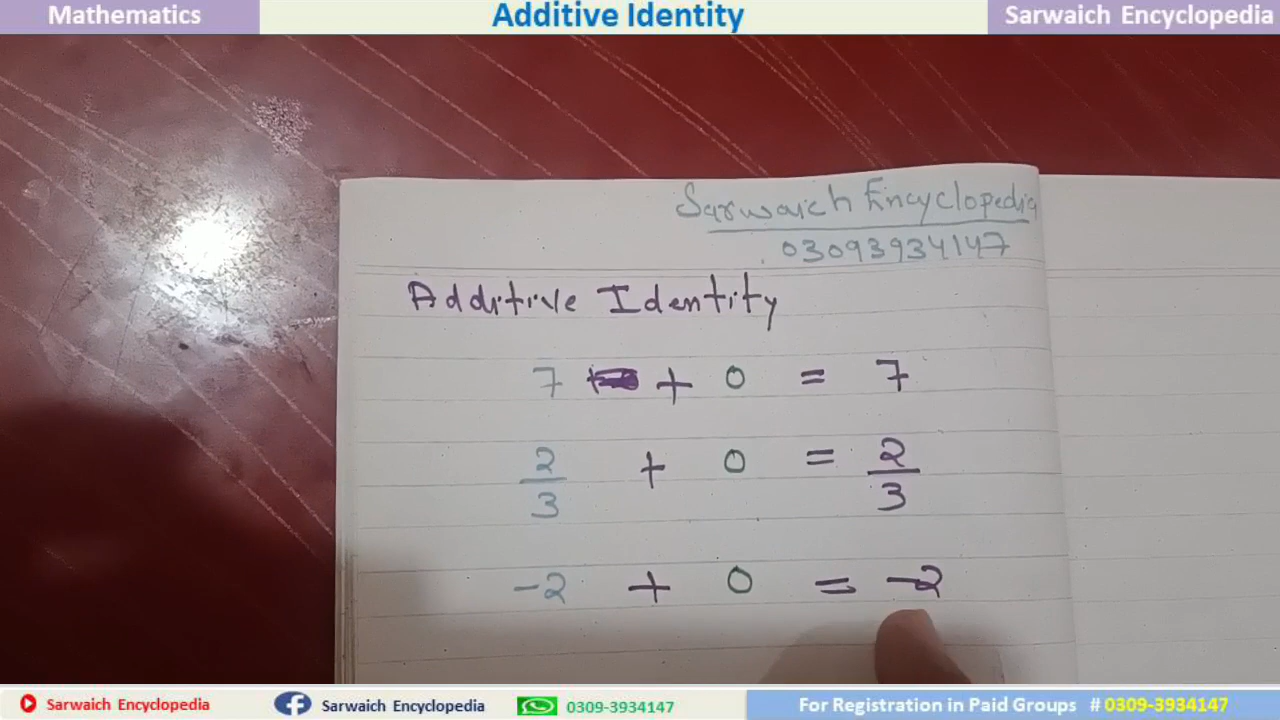 Mathematics Additive Identity Sarwaich Encyclopedia
Sarwaich Encyclopedia
03093934147
Additive Identity
7 + 0 = 7
2/3 + 0 = 2/3
-2 + 0 = -2
Sarwaich Encyclopedia Sarwaich Encyclopedia 0309-3934147 For Registration in Paid Groups # 0309-3934147